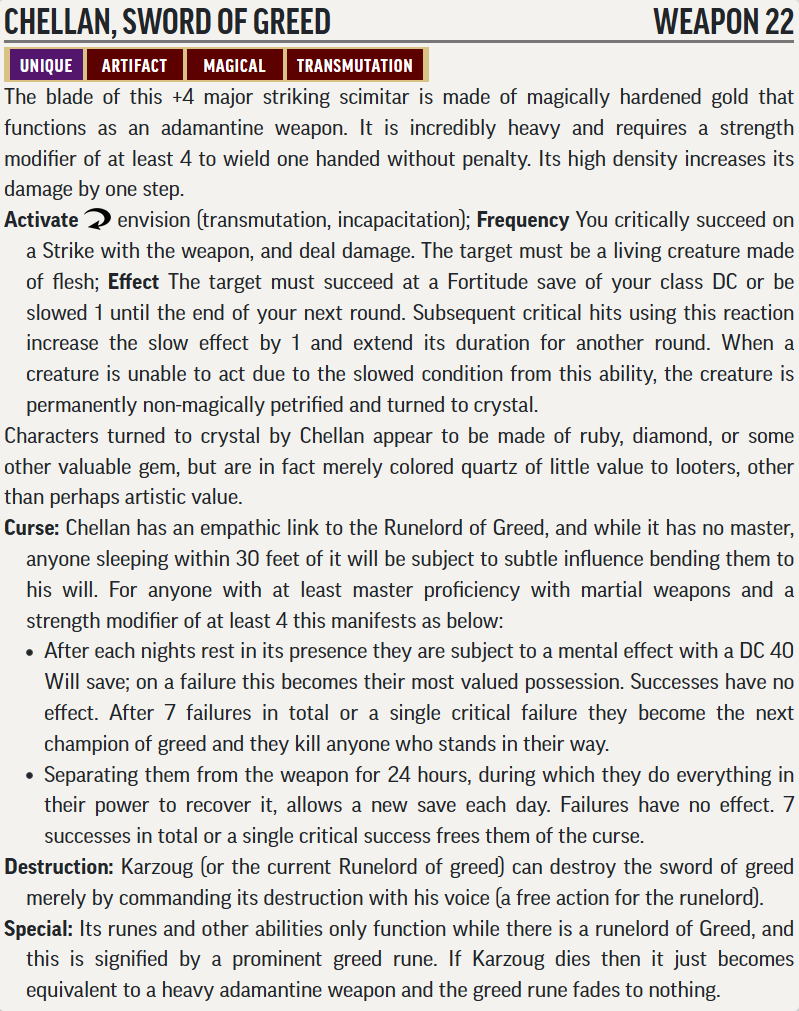 CHELLAN, SWORD OF GREED WEAPON 22
UNIQUE ARTIFACT MAGICAL TRANSMUTATION
The blade of this +4 major striking scimitar is made of magically hardened gold that
functions as an adamantine weapon. It is incredibly heavy and requires a strength
modifier of at least 4 to wield one handed without penalty. Its high density increases its
damage by one step.
Activate envision (transmutation, incapacitation); Frequency You critically succeed on
a Strike with the weapon, and deal damage. The target must be a living creature made
of flesh; Effect The target must succeed at a Fortitude save of your class DC or be
slowed 1 until the end of your next round. Subsequent critical hits using this reaction
increase the slow effect by 1 and extend its duration for another round. When a
creature is unable to act due to the slowed condition from this ability, the creature is
permanently non-magically petrified and turned to crystal.
Characters turned to crystal by Chellan appear to be made of ruby, diamond, or some
other valuable gem, but are in fact merely colored quartz of little value to looters, other
than perhaps artistic value.
Curse: Chellan has an empathic link to the Runelord of Greed, and while it has no master,
anyone sleeping within 30 feet of it will be subject to subtle influence bending them to
his will. For anyone with at least master proficiency with martial weapons and a
strength modifier of at least 4 this manifests as below:
• After each nights rest in its presence they are subject to a mental effect with a DC 40
Will save; on a failure this becomes their most valued possession. Successes have no
effect. After 7 failures in total or a single critical failure they become the next
champion of greed and they kill anyone who stands in their way.
• Separating them from the weapon for 24 hours, during which they do everything in
their power to recover it, allows a new save each day. Failures have no effect. 7
successes in total or a single critical success frees them of the curse.
Destruction: Karzoug (or the current Runelord of greed) can destroy the sword of greed
merely by commanding its destruction with his voice (a free action for the runelord).
Special: Its runes and other abilities only function while there is a runelord of Greed, and
this is signified by a prominent greed rune. If Karzoug dies then it just becomes
equivalent to a heavy adamantine weapon and the greed rune fades to nothing.